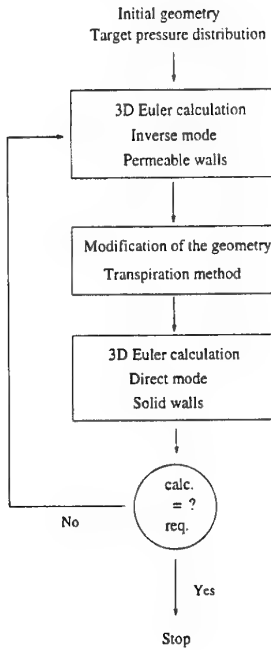 Initial geometry
Target pressure distribution
3D Euler calculation
Inverse mode
Permeable walls
Modification of the geometry
Transpiration method
3D Euler calculation
Direct mode
Solid walls
calc.
= ?
req.
No
Yes
Stop